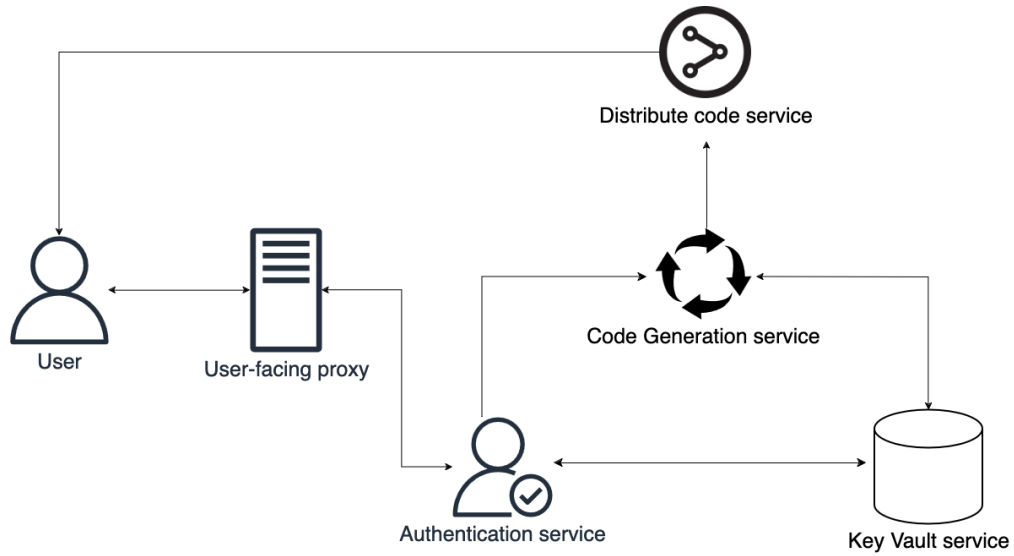 Distribute code service
Code Generation service
User
User-facing proxy
Authentication service
Key Vault service